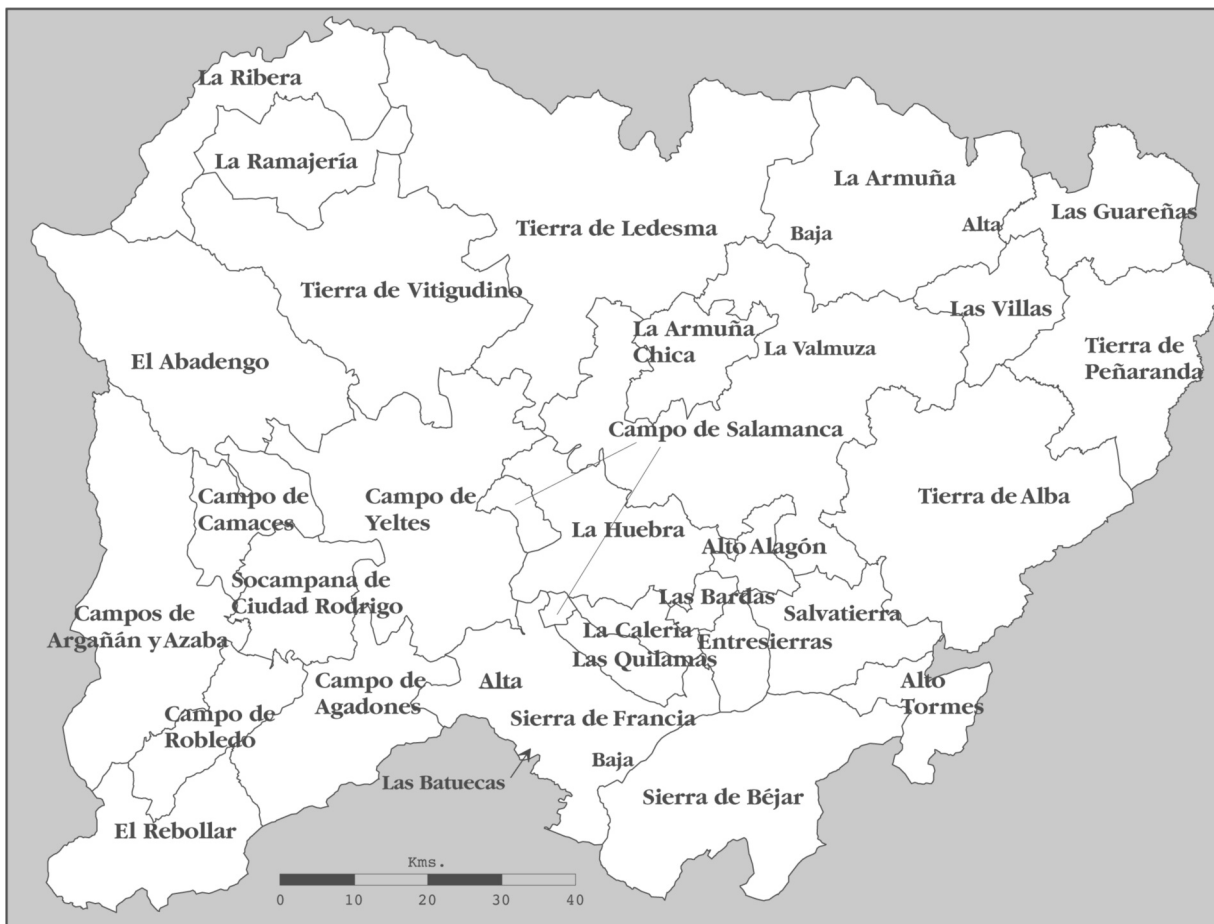 La Ribera
La Ramajería
La Armuña
Las Guareñas
Tierra de Ledesma
Baja
Alta
Tierra de Vitigudino
Las Villas
La Armuña
Chica
La Valmuza
Tierra de
Peñaranda
El Abadengo
Campo de Salamanca
Campo de
Camaces
Campo de
Yeltes
Tierra de Alba
La Huebra
Alto Alagón
Socampana de
Ciudad Rodrigo
Las Bardas
Salvatierra
Campos de
Argañán y Azaba
La Calería
Entresierras
Las Quilamas
Campo de
Agadones
Alta
Alto
Tormes
Campo de
Robledo
Sierra de Francia
Baja
Las Batuecas
Sierra de Béjar
El Rebollar
Kms.
0 10 20 30 40